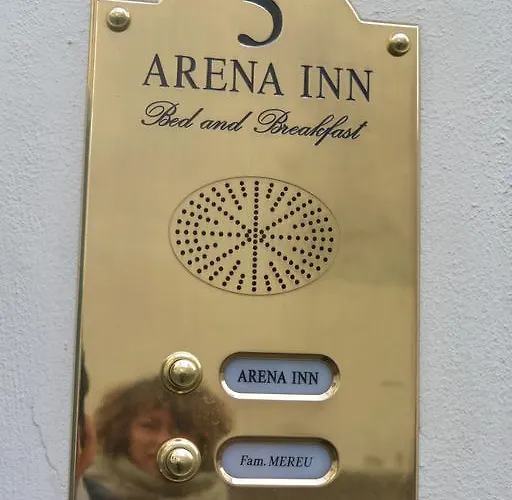 ARENA INN
Bed and Breakfast
ARENA INN
Fam. MEREU